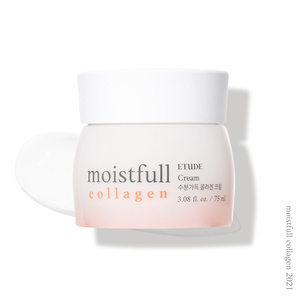 moistfull
collagen
ETUDE
Cream
수분가득 콜라겐 크림
3.08 fl. oz. / 75 ml
moistfull collagen 2021